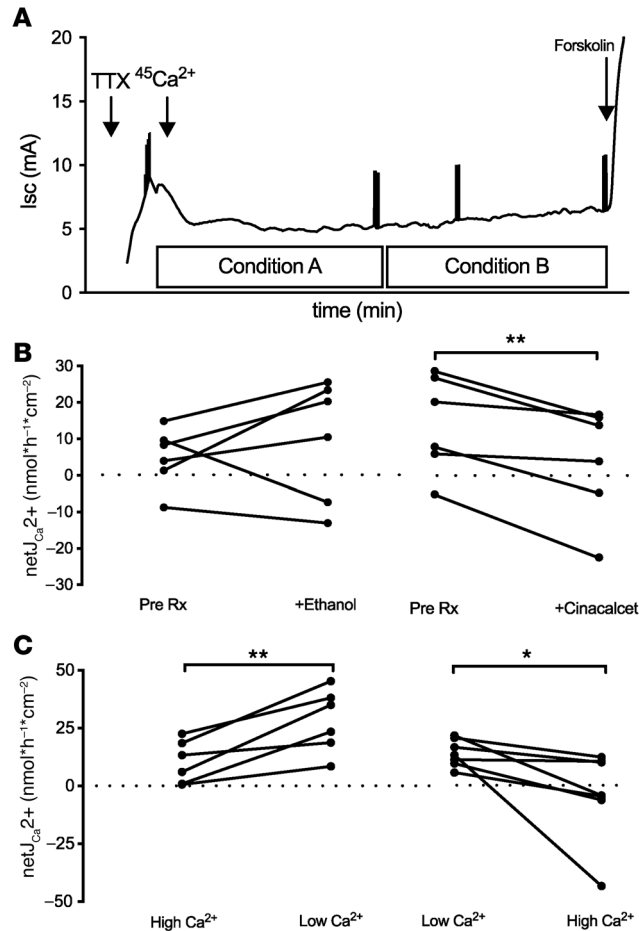 A
Isc (mA)
20
15
10
5
0
TTX 45Ca2+
Forskolin
Condition A
Condition B
time (min)
B
netJCa2+ (nmol*h–1*cm–2)
30
20
10
0
–10
–20
–30
**
Pre Rx
+Ethanol
Pre Rx
+Cinacalcet
C
netJCa2+ (nmol*h–1*cm–2)
50
25
0
–25
–50
**
*
High Ca2+
Low Ca2+
Low Ca2+
High Ca2+